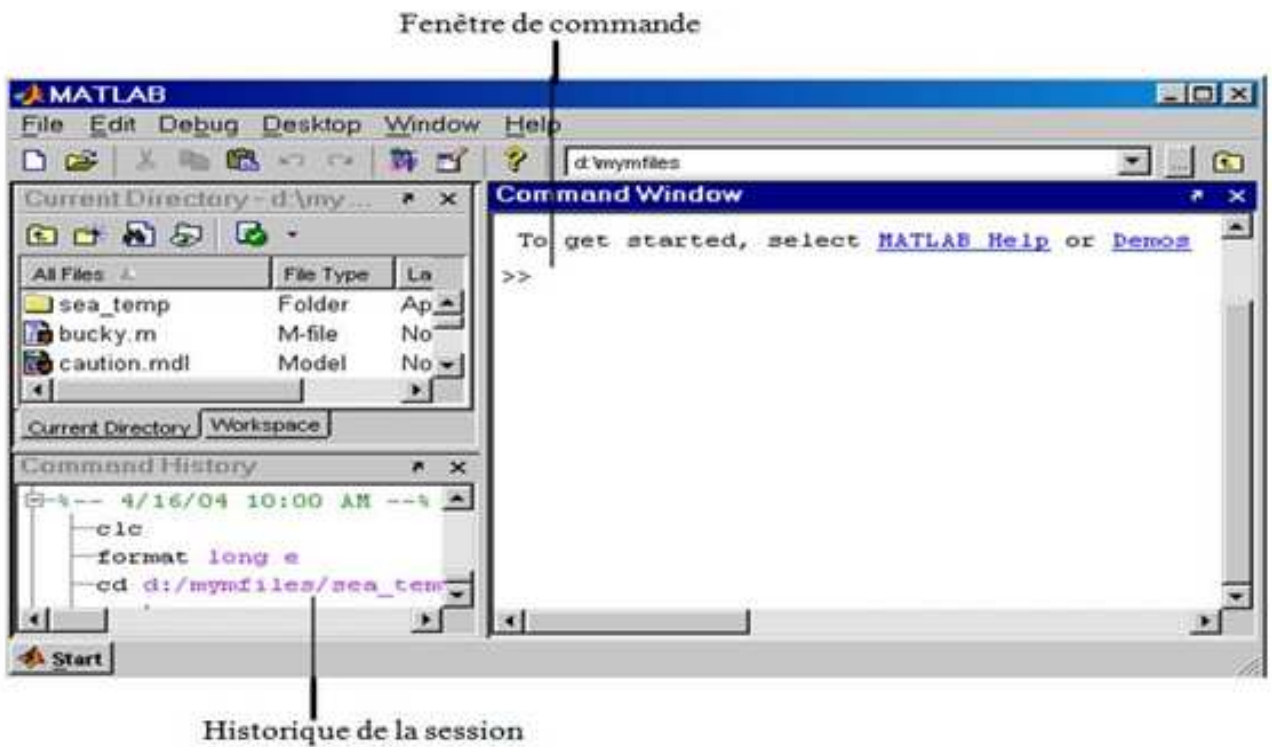 Fenêtre de commande
MATLAB
File Edit Debug Desktop Window Help
d:\mymfiles
Current Directory - d:\my...
Command Window
To get started, select MATLAB Help or Demos
>>
All Files File Type La
sea_temp Folder Ap
bucky.m M-file No
caution.mdl Model No
Current Directory Workspace
Command History
%-- 4/16/04 10:00 AM --%
clc
format long e
cd d:/mymfiles/sea_tem
Start
Historique de la session